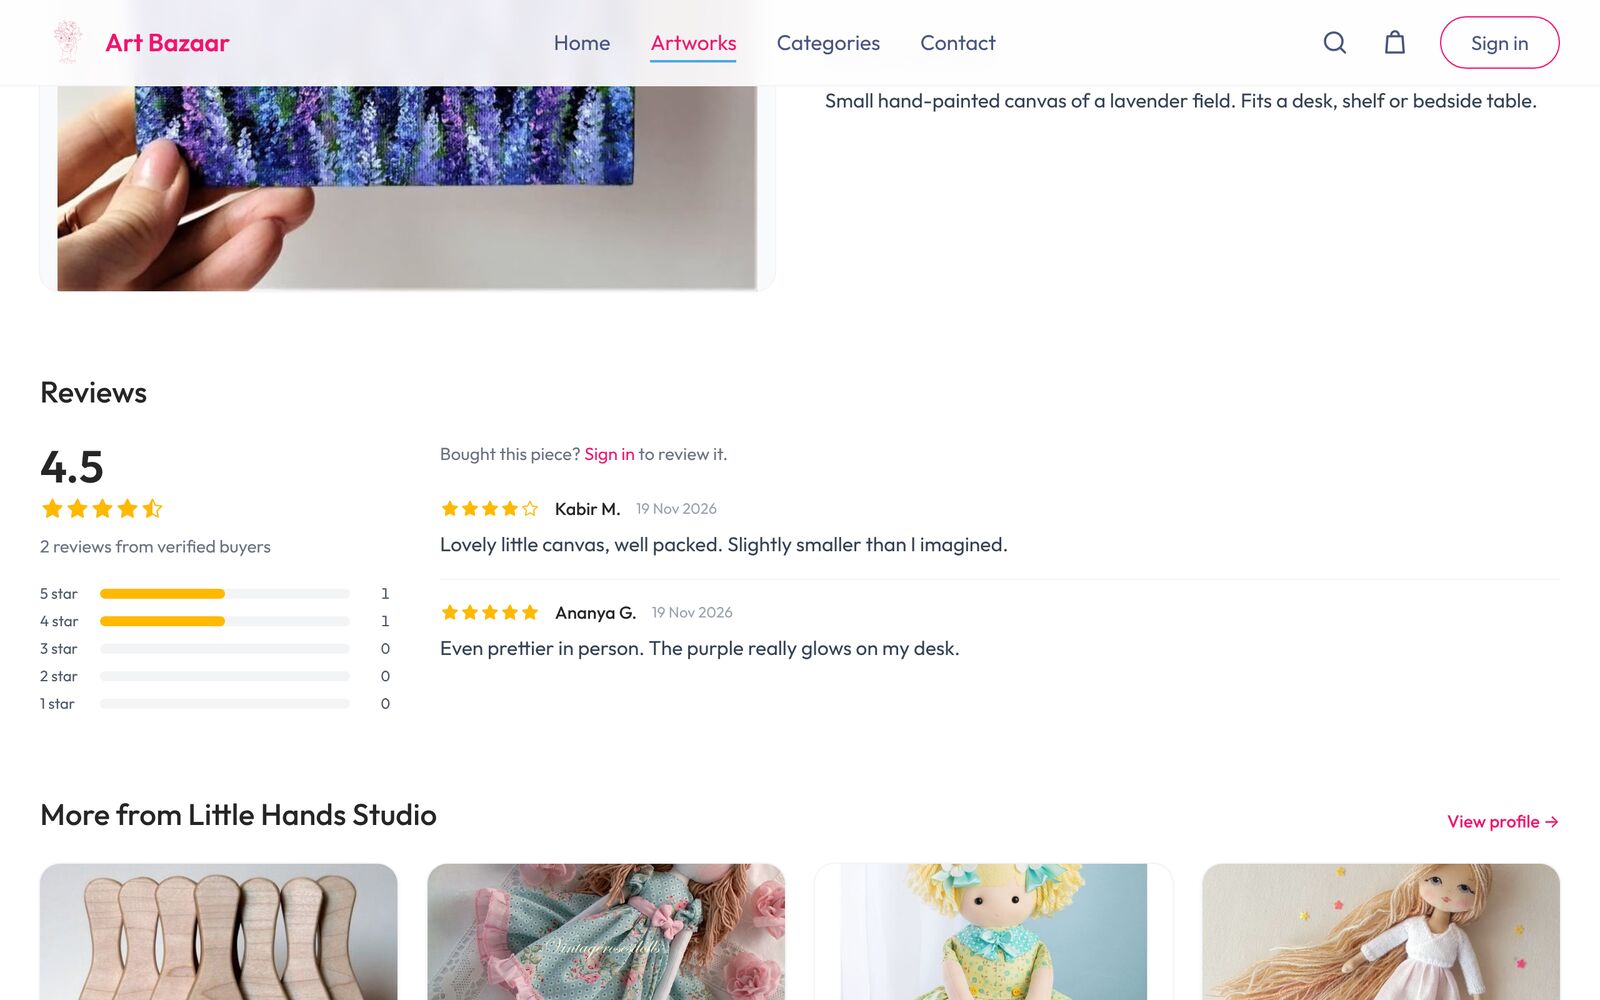 Art Bazaar
Home
Artworks
Categories
Contact
Sign in
Small hand-painted canvas of a lavender field. Fits a desk, shelf or bedside table.
Reviews
4.5
2 reviews from verified buyers
5 star 1
4 star 1
3 star 0
2 star 0
1 star 0
Bought this piece? Sign in to review it.
Kabir M. 19 Nov 2026
Lovely little canvas, well packed. Slightly smaller than I imagined.
Ananya G. 19 Nov 2026
Even prettier in person. The purple really glows on my desk.
More from Little Hands Studio
View profile →
Vintagerosesdolls